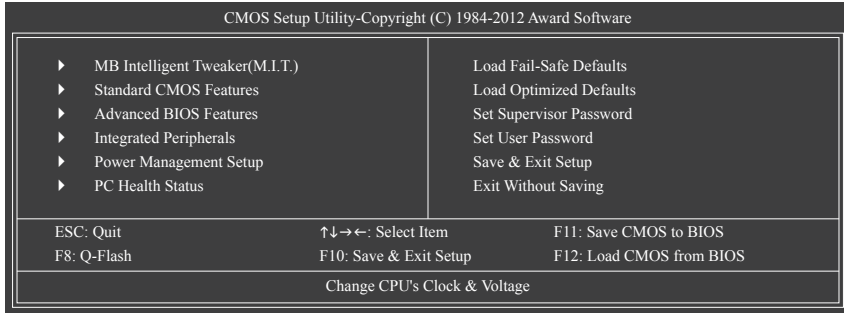 CMOS Setup Utility-Copyright (C) 1984-2012 Award Software
MB Intelligent Tweaker(M.I.T.)
Standard CMOS Features
Advanced BIOS Features
Integrated Peripherals
Power Management Setup
PC Health Status
Load Fail-Safe Defaults
Load Optimized Defaults
Set Supervisor Password
Set User Password
Save & Exit Setup
Exit Without Saving
ESC: Quit
↑↓→←: Select Item
F11: Save CMOS to BIOS
F8: Q-Flash
F10: Save & Exit Setup
F12: Load CMOS from BIOS
Change CPU's Clock & Voltage